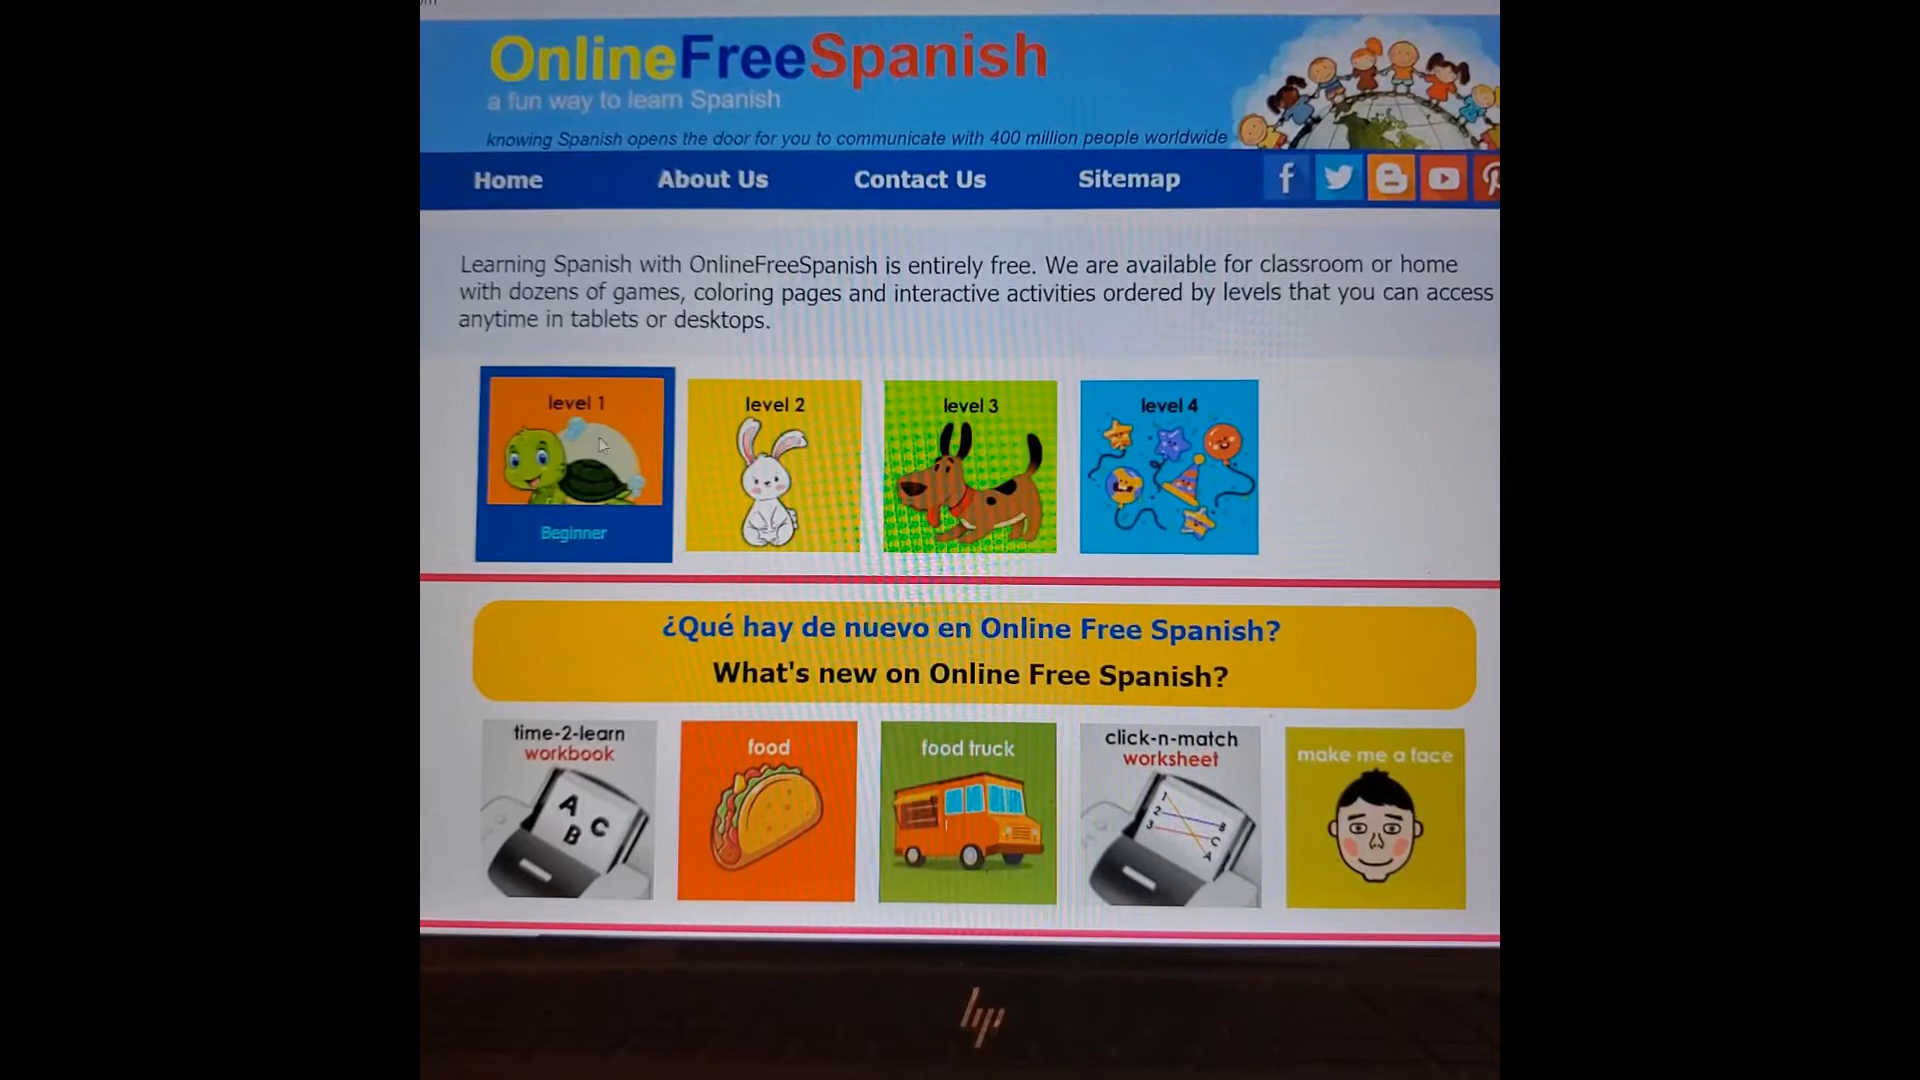 OnlineFreeSpanish
a fun way to learn Spanish
knowing Spanish opens the door for you to communicate with 400 million people worldwide
Home About Us Contact Us Sitemap
Learning Spanish with OnlineFreeSpanish is entirely free. We are available for classroom or home
with dozens of games, coloring pages and interactive activities ordered by levels that you can access
anytime in tablets or desktops.
level 1
Beginner
level 2
level 3
level 4
¿Qué hay de nuevo en Online Free Spanish?
What's new on Online Free Spanish?
time-2-learn
workbook
A
B C
food
food truck
click-n-match
worksheet
1
2 B
3 C
A
make me a face
hp